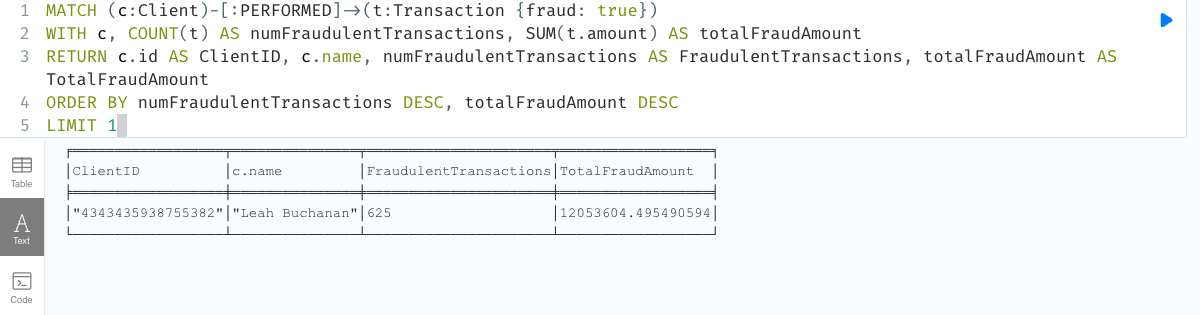 1 MATCH (c:Client)-[:PERFORMED]->(t:Transaction {fraud: true})
2 WITH c, COUNT(t) AS numFraudulentTransactions, SUM(t.amount) AS totalFraudAmount
3 RETURN c.id AS ClientID, c.name, numFraudulentTransactions AS FraudulentTransactions, totalFraudAmount AS
TotalFraudAmount
4 ORDER BY numFraudulentTransactions DESC, totalFraudAmount DESC
5 LIMIT 1
Table
A
Text
Code
ClientID c.name FraudulentTransactions TotalFraudAmount
"4343435938755382" "Leah Buchanan" 625 12053604.495490594